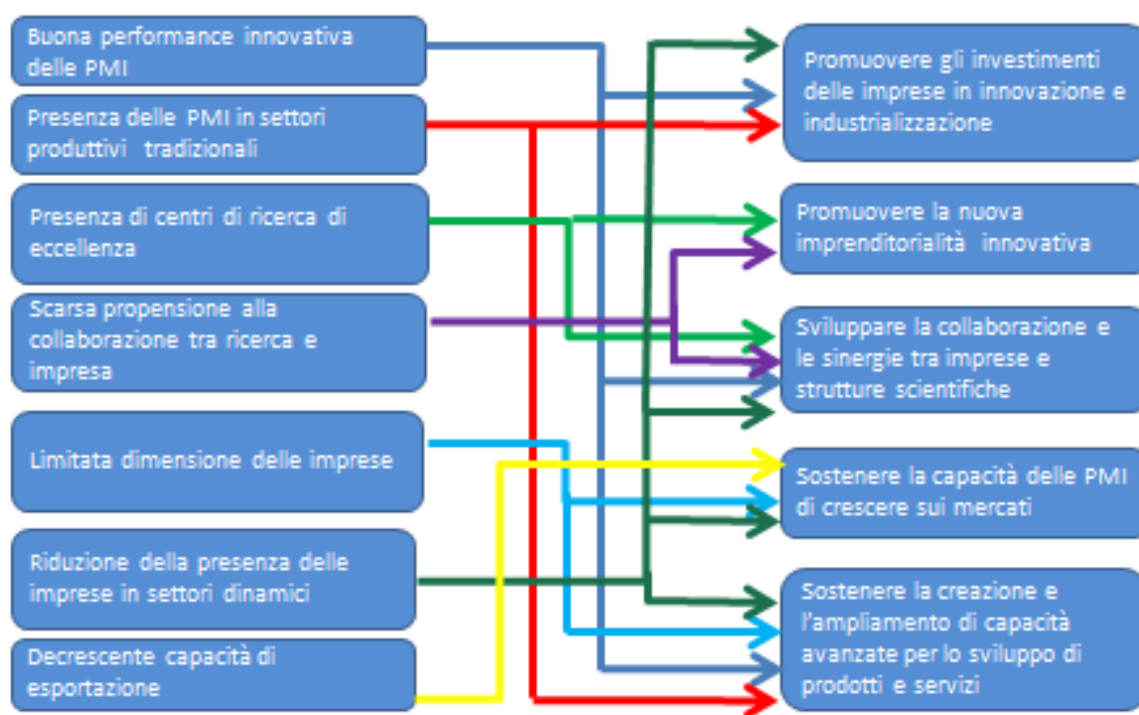 Buona performance innovativa
delle PMI
Presenza delle PMI in settori
produttivi tradizionali
Presenza di centri di ricerca di
eccellenza
Scarsa propensione alla
collaborazione tra ricerca e
impresa
Limitata dimensione delle imprese
Riduzione della presenza delle
imprese in settori dinamici
Decrescente capacità di
esportazione
Promuovere gli investimenti
delle imprese in innovazione e
industrializzazione
Promuovere la nuova
imprenditorialità innovativa
Sviluppare la collaborazione e
le sinergie tra imprese e
strutture scientifiche
Sostenere la capacità delle PMI
di crescere sui mercati
Sostenere la creazione e
l'ampliamento di capacità
avanzate per lo sviluppo di
prodotti e servizi